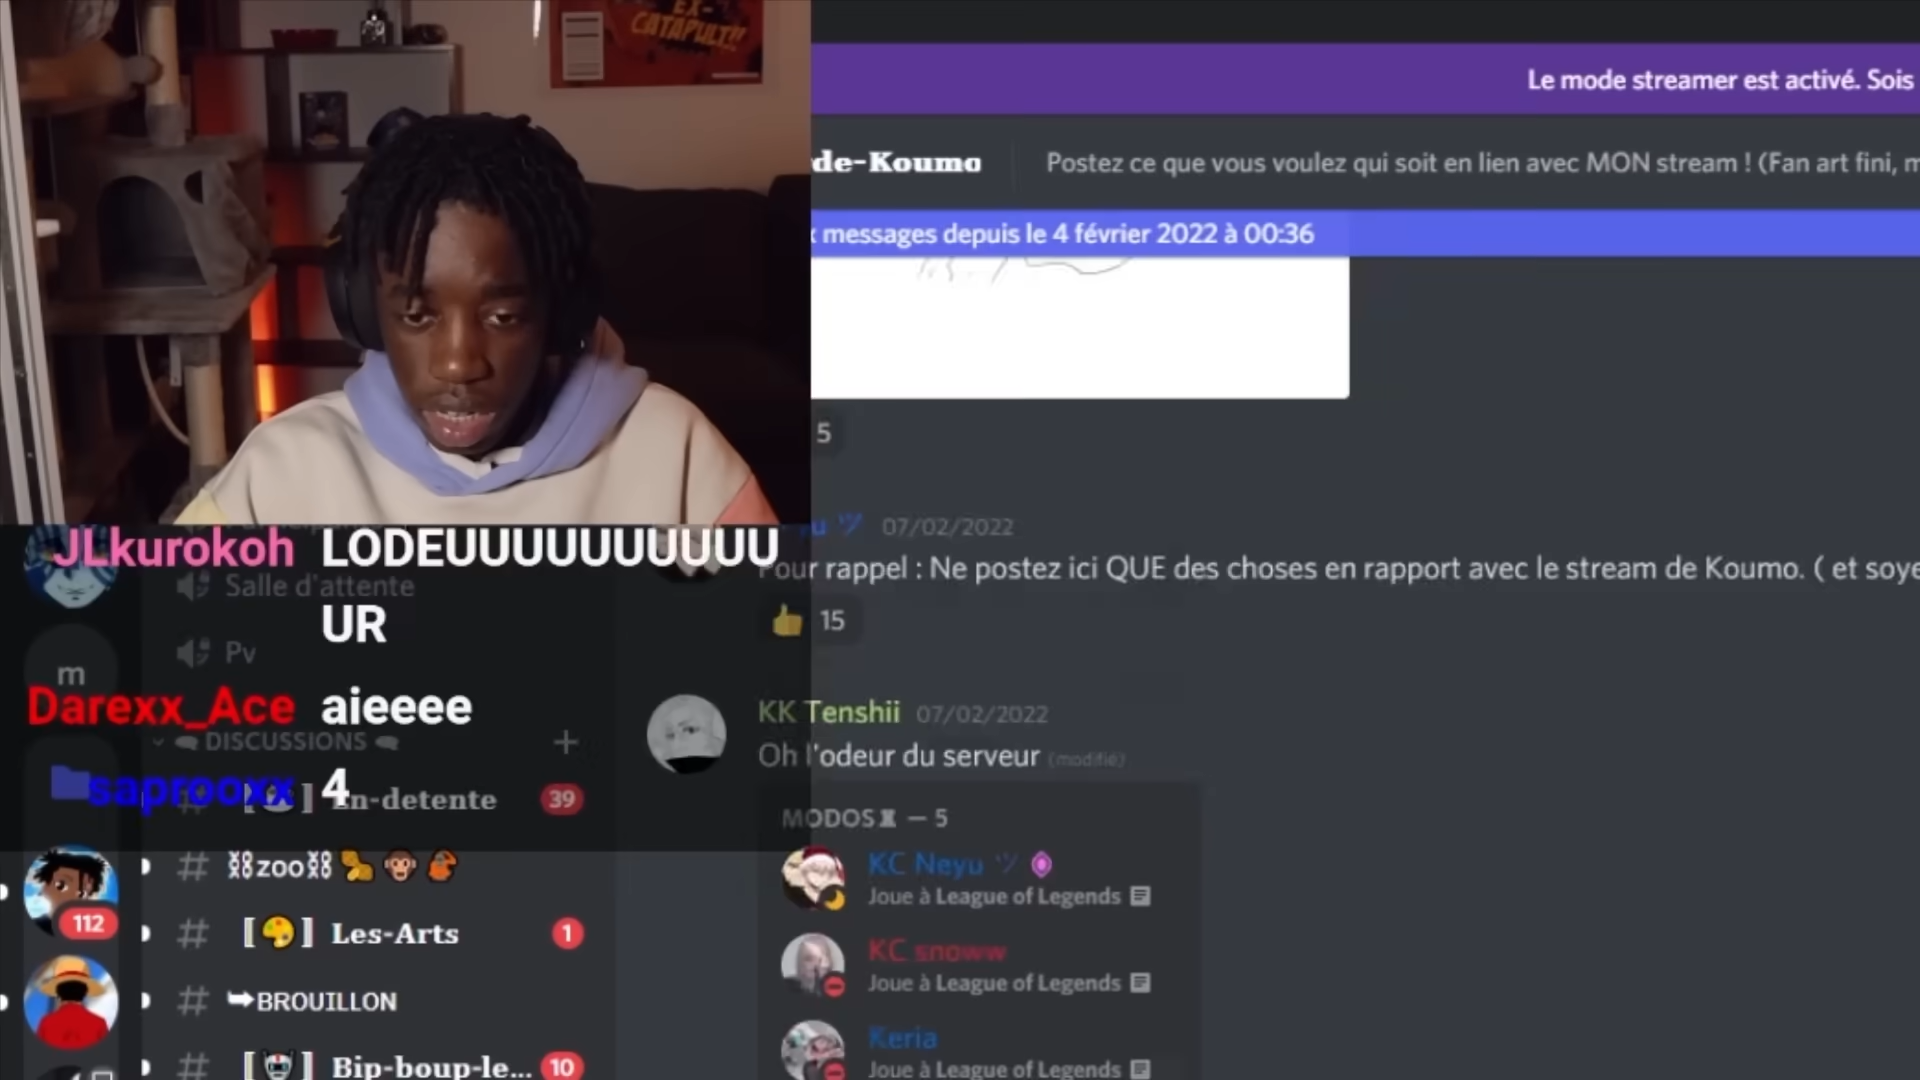 EX-
CATAPULT!!
Le mode streamer est activé. Sois
de-Koumo
Postez ce que vous voulez qui soit en lien avec MON stream ! (Fan art fini, m
messages depuis le 4 février 2022 à 00:36
5
07/02/2022
Pour rappel : Ne postez ici QUE des choses en rapport avec le stream de Koumo. ( et soye
15
KK Tenshii 07/02/2022
Oh l'odeur du serveur (modifié)
MODOS — 5
KC Neyu ツ
Joue à League of Legends
KC snoww
Joue à League of Legends
Keria
Joue à League of Legends
JLkurokoh LODEUUUUUUUUUU
UR
Darexx_Ace aieeee
saprooxx 4
Salle d'attente
m
Pv
DISCUSSIONS
# [ ] En-detente 39
# ⛓zoo⛓
112
# [🎨] Les-Arts 1
# ➥BROUILLON
# [ ] Bip-boup-le... 10